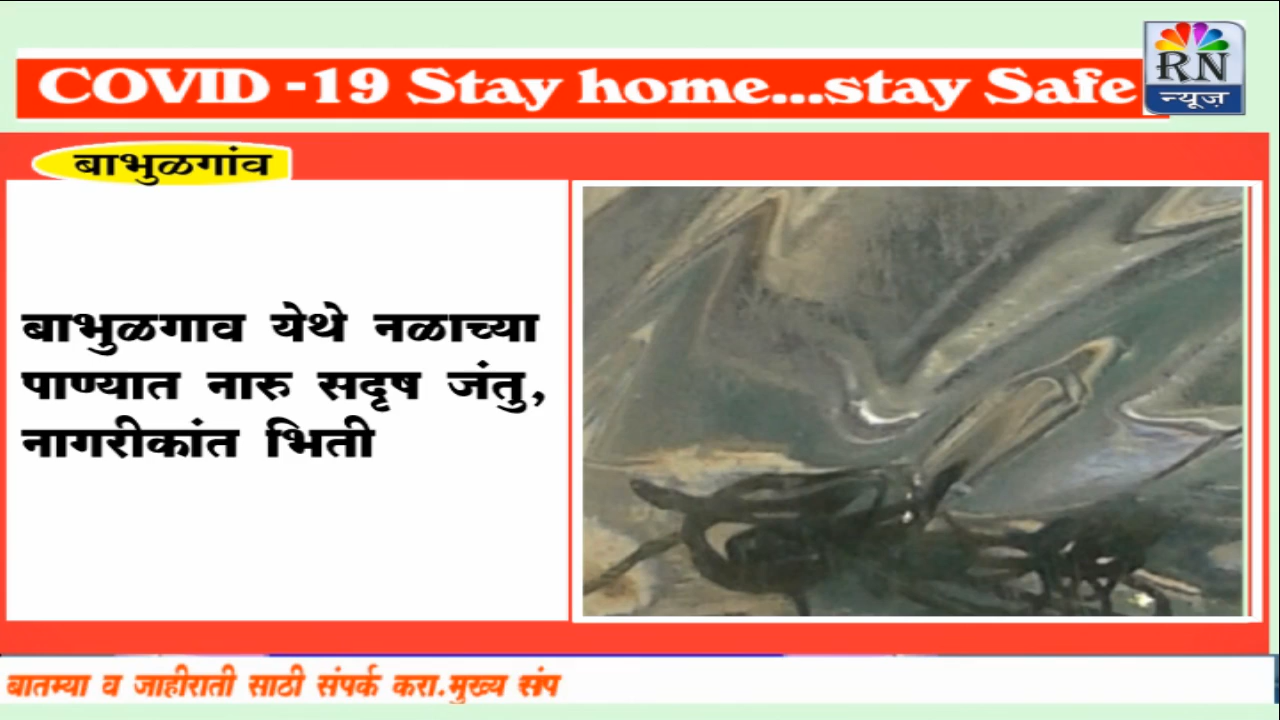 COVID -19 Stay home...stay Safe
RN
न्यूज़
बाभुळगांव
बाभुळगाव येथे नळाच्या
पाण्यात नारु सदृष जंतु,
नागरीकांत भिती
बातम्या व जाहीराती साठी संपर्क करा.मुख्य संप